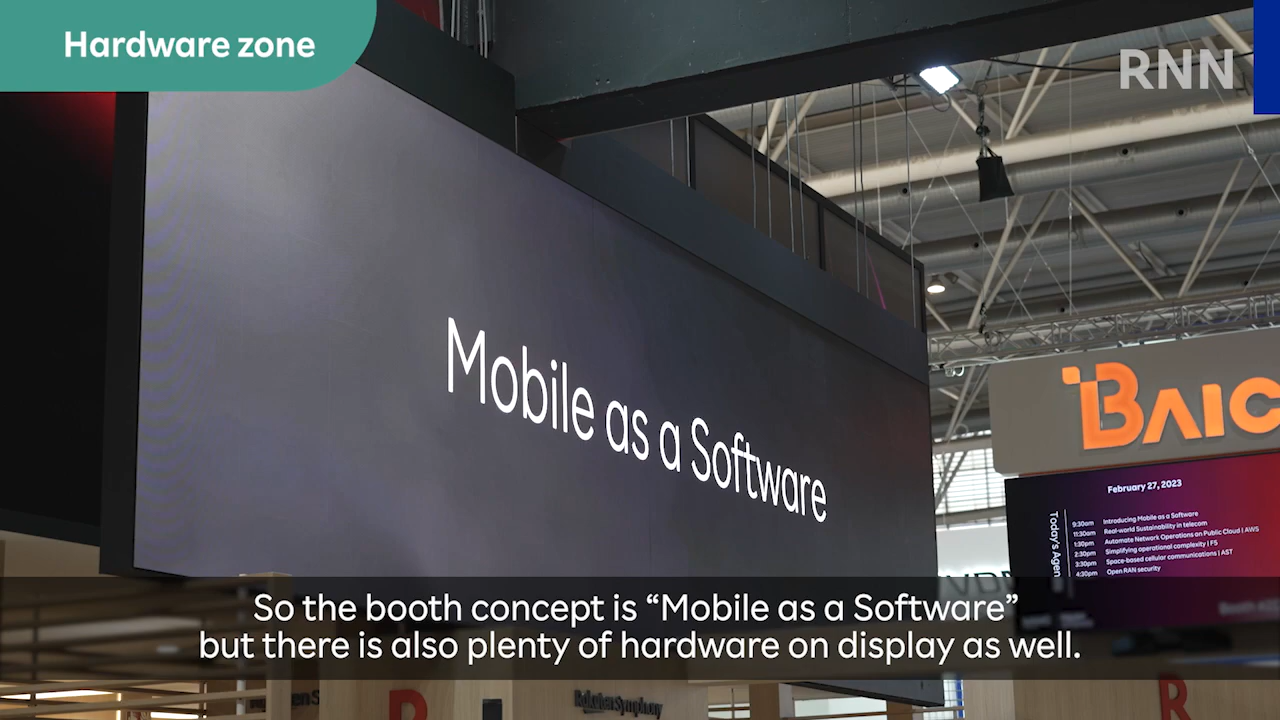 Hardware zone
RNN
Mobile as a Software
BAIC
February 27, 2023
Today's Agen
9:30am Introducing Mobile as a Software
11:30am Real-world Sustainability in telecom
1:30pm Automate Network Operations on Public Cloud | AWS
2:30pm Simplifying operational complexity | F5
3:30pm Space-based cellular communications | AST
4:30pm Open RAN security
So the booth concept is “Mobile as a Software”
but there is also plenty of hardware on display as well.
R
Rakuten Symphony
R